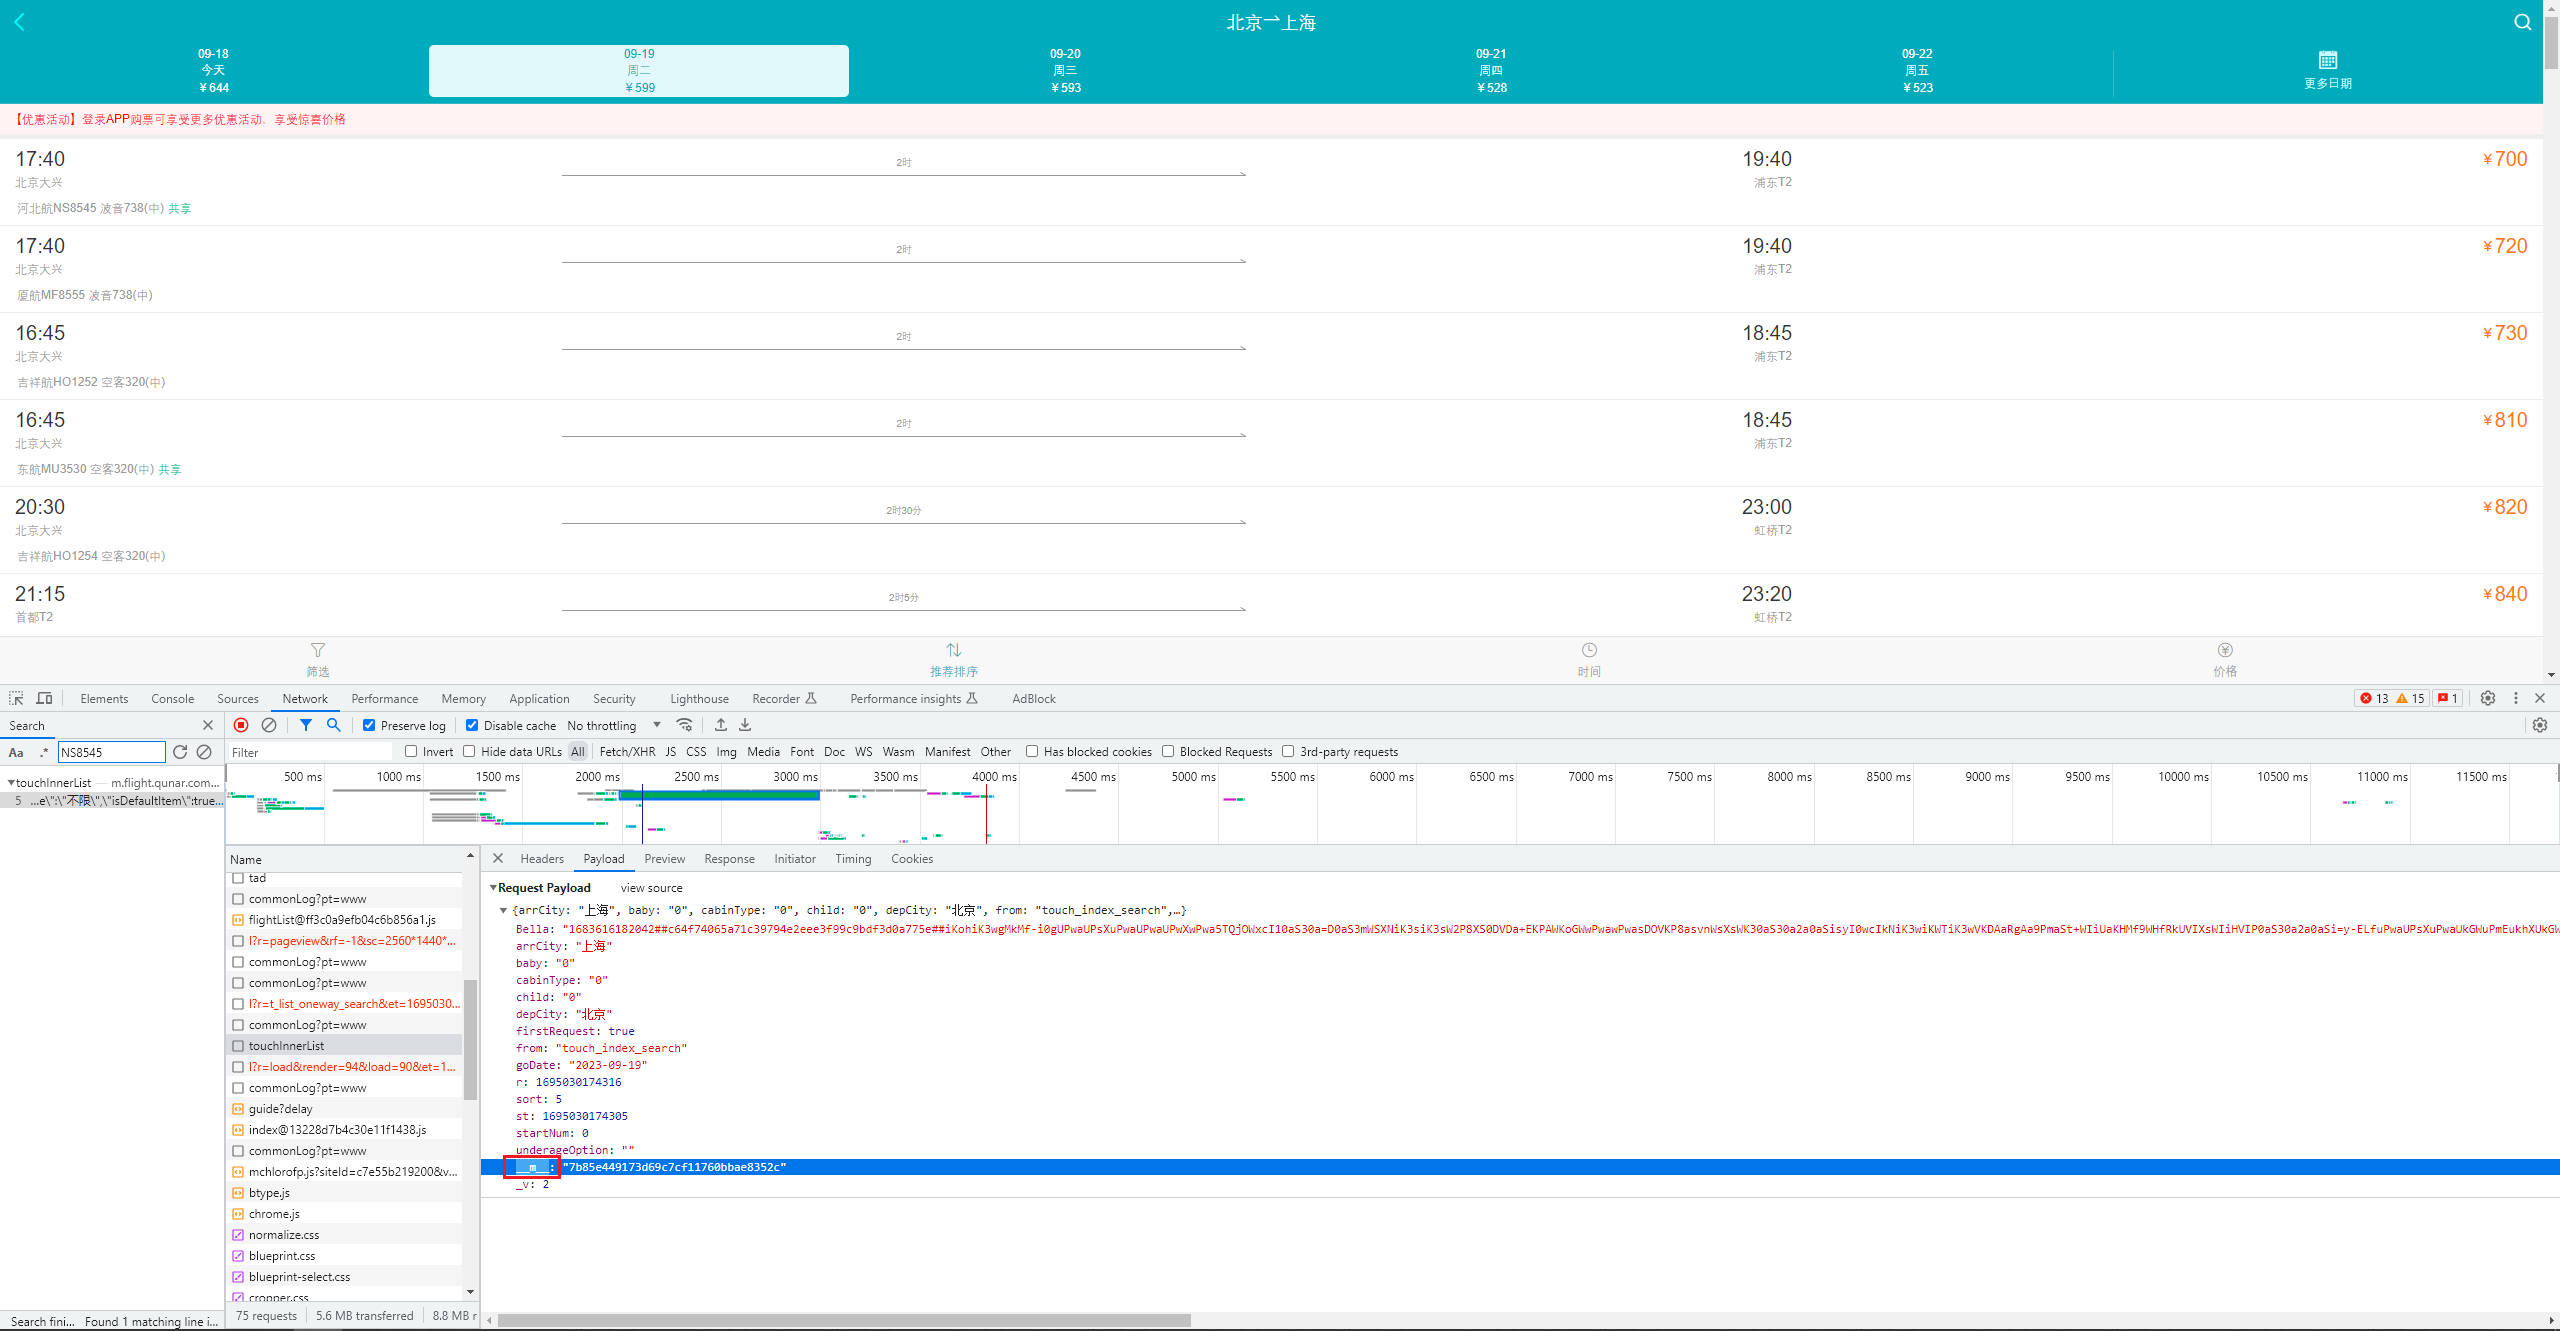 北京⇀上海
09-18
今天
¥644
09-19
周二
¥599
09-20
周三
¥593
09-21
周四
¥528
09-22
周五
¥523
更多日期
【优惠活动】登录APP购票可享受更多优惠活动，享受惊喜价格
17:40
2时
19:40
¥700
北京大兴
浦东T2
河北航NS8545 波音738(中) 共享
17:40
2时
19:40
¥720
北京大兴
浦东T2
厦航MF8555 波音738(中)
16:45
2时
18:45
¥730
北京大兴
浦东T2
吉祥航HO1252 空客320(中)
16:45
2时
18:45
¥810
北京大兴
浦东T2
东航MU3530 空客320(中) 共享
20:30
2时30分
23:00
¥820
北京大兴
虹桥T2
吉祥航HO1254 空客320(中)
21:15
2时5分
23:20
¥840
首都T2
虹桥T2
筛选
推荐排序
时间
价格
Elements Console Sources Network Performance Memory Application Security Lighthouse Recorder Performance insights AdBlock
13 15 1
Search
Preserve log Disable cache No throttling
Aa .* NS8545
Filter Invert Hide data URLs All Fetch/XHR JS CSS Img Media Font Doc WS Wasm Manifest Other Has blocked cookies Blocked Requests 3rd-party requests
touchInnerList — m.flight.qunar.com...
5 ...e\":\"不限\",\"isDefaultItem\":true...
500 ms 1000 ms 1500 ms 2000 ms 2500 ms 3000 ms 3500 ms 4000 ms 4500 ms 5000 ms 5500 ms 6000 ms 6500 ms 7000 ms 7500 ms 8000 ms 8500 ms 9000 ms 9500 ms 10000 ms 10500 ms 11000 ms 11500 ms
Name
tad
commonLog?pt=www
flightList@ff3c0a9efb04c6b856a1.js
l?r=pageview&rf=-1&sc=2560*1440*...
commonLog?pt=www
commonLog?pt=www
l?r=t_list_oneway_search&et=1695030...
commonLog?pt=www
touchInnerList
l?r=load&render=94&load=90&et=1...
commonLog?pt=www
guide?delay
index@13228d7b4c30e11f1438.js
commonLog?pt=www
mchlorofp.js?siteId=c7e55b219200&v...
btype.js
chrome.js
normalize.css
blueprint.css
blueprint-select.css
cropper.css
Headers Payload Preview Response Initiator Timing Cookies
Request Payload view source
{arrCity: "上海", baby: "0", cabinType: "0", child: "0", depCity: "北京", from: "touch_index_search",…}
Bella: "1683616182042##c64f74065a71c39794e2eee3f99c9bdf3d0a775e##iKohiK3wgMkMf-i0gUPwaUPsXuPwaUPwaUPwXwPwa5TQjOWxcI10aS30a=D0aS3mWSXNiK3siK3sW2P8XS0DVDa+EKPAWKoGWwPwawPwasDOVKP8asvnWsXsWK30aS30a2a0aSisyI0wcIkNiK3wiKWTiK3wVKDAaRgAa9PmaSt+WIiUaKHMf9WHfRkUVIXsWIiHVIP0aS30a2a0aSi=y-ELfuPwaUPsXuPwaUkGWuPmEukhXUkGW
arrCity: "上海"
baby: "0"
cabinType: "0"
child: "0"
depCity: "北京"
firstRequest: true
from: "touch_index_search"
goDate: "2023-09-19"
r: 1695030174316
sort: 5
st: 1695030174305
startNum: 0
underageOption: ""
__m__: "7b85e449173d69c7cf11760bbae8352c"
_v: 2
Search fini... Found 1 matching line i...
75 requests 5.6 MB transferred 8.8 MB r